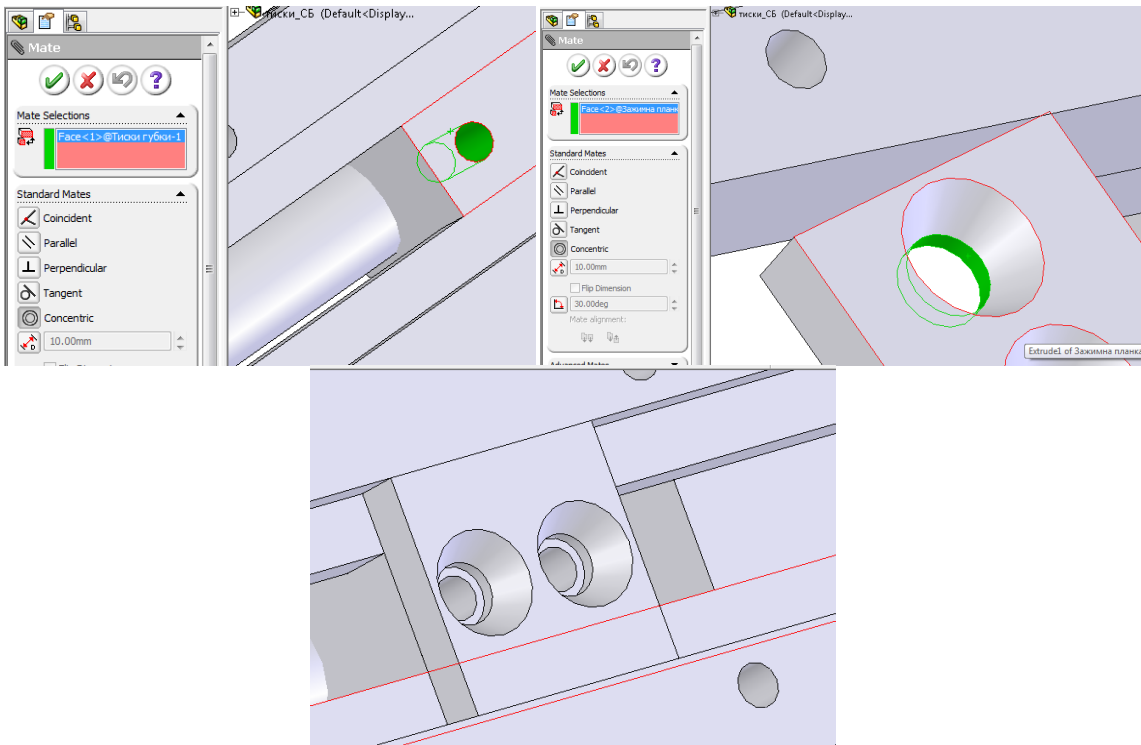 Mate
Mate Selections
Face<1>@Тиски губки-1
Standard Mates
Coincident
Parallel
Perpendicular
Tangent
Concentric
10.00mm
тиски_СБ (Default<Display...
Mate
Mate Selections
Face<2>@Зажимна планк
Standard Mates
Coincident
Parallel
Perpendicular
Tangent
Concentric
10.00mm
Flip Dimension
30.00deg
Mate alignment:
тиски_СБ (Default<Display...
Extrude1 of Зажимна планка